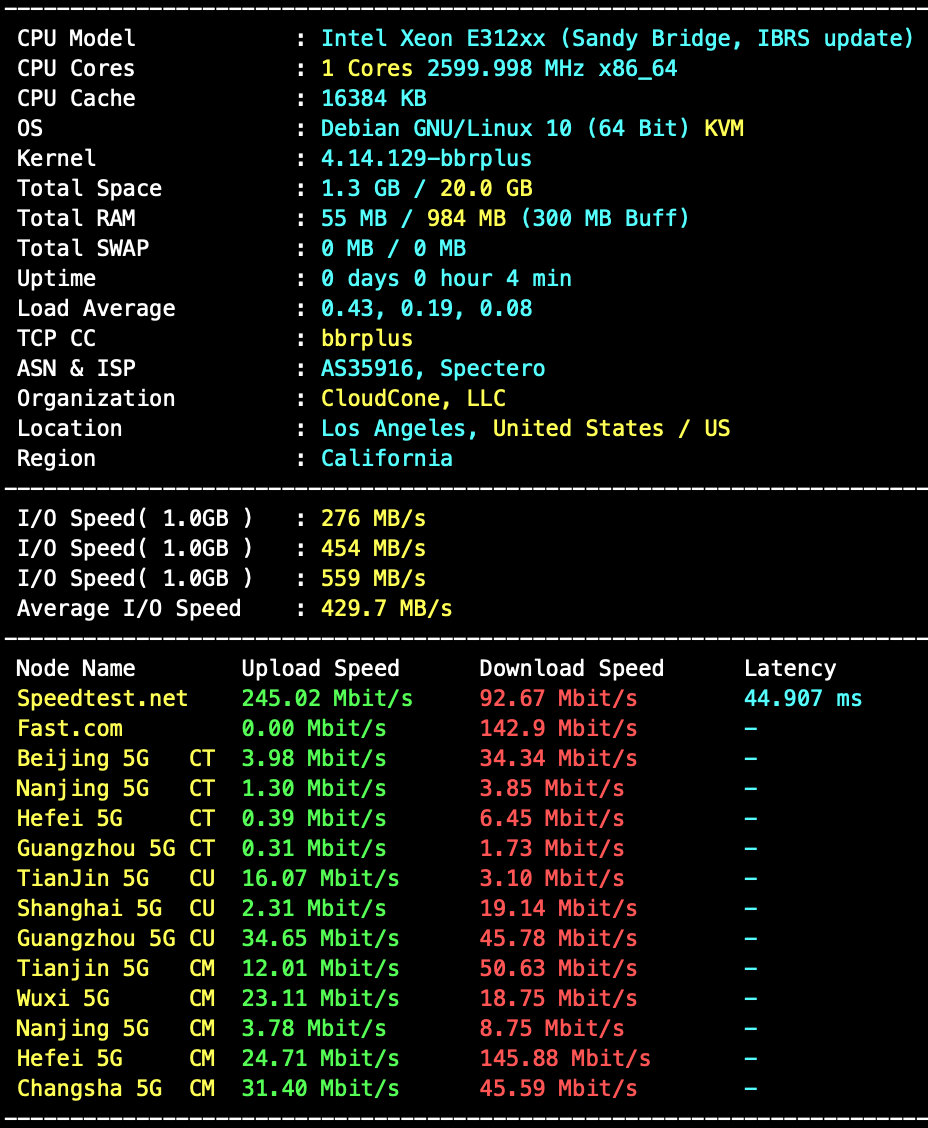 CPU Model : Intel Xeon E312xx (Sandy Bridge, IBRS update)
CPU Cores : 1 Cores 2599.998 MHz x86_64
CPU Cache : 16384 KB
OS : Debian GNU/Linux 10 (64 Bit) KVM
Kernel : 4.14.129-bbrplus
Total Space : 1.3 GB / 20.0 GB
Total RAM : 55 MB / 984 MB (300 MB Buff)
Total SWAP : 0 MB / 0 MB
Uptime : 0 days 0 hour 4 min
Load Average : 0.43, 0.19, 0.08
TCP CC : bbrplus
ASN & ISP : AS35916, Spectero
Organization : CloudCone, LLC
Location : Los Angeles, United States / US
Region : California
I/O Speed( 1.0GB ) : 276 MB/s
I/O Speed( 1.0GB ) : 454 MB/s
I/O Speed( 1.0GB ) : 559 MB/s
Average I/O Speed : 429.7 MB/s
Node Name Upload Speed Download Speed Latency
Speedtest.net 245.02 Mbit/s 92.67 Mbit/s 44.907 ms
Fast.com 0.00 Mbit/s 142.9 Mbit/s -
Beijing 5G CT 3.98 Mbit/s 34.34 Mbit/s -
Nanjing 5G CT 1.30 Mbit/s 3.85 Mbit/s -
Hefei 5G CT 0.39 Mbit/s 6.45 Mbit/s -
Guangzhou 5G CT 0.31 Mbit/s 1.73 Mbit/s -
TianJin 5G CU 16.07 Mbit/s 3.10 Mbit/s -
Shanghai 5G CU 2.31 Mbit/s 19.14 Mbit/s -
Guangzhou 5G CU 34.65 Mbit/s 45.78 Mbit/s -
Tianjin 5G CM 12.01 Mbit/s 50.63 Mbit/s -
Wuxi 5G CM 23.11 Mbit/s 18.75 Mbit/s -
Nanjing 5G CM 3.78 Mbit/s 8.75 Mbit/s -
Hefei 5G CM 24.71 Mbit/s 145.88 Mbit/s -
Changsha 5G CM 31.40 Mbit/s 45.59 Mbit/s -